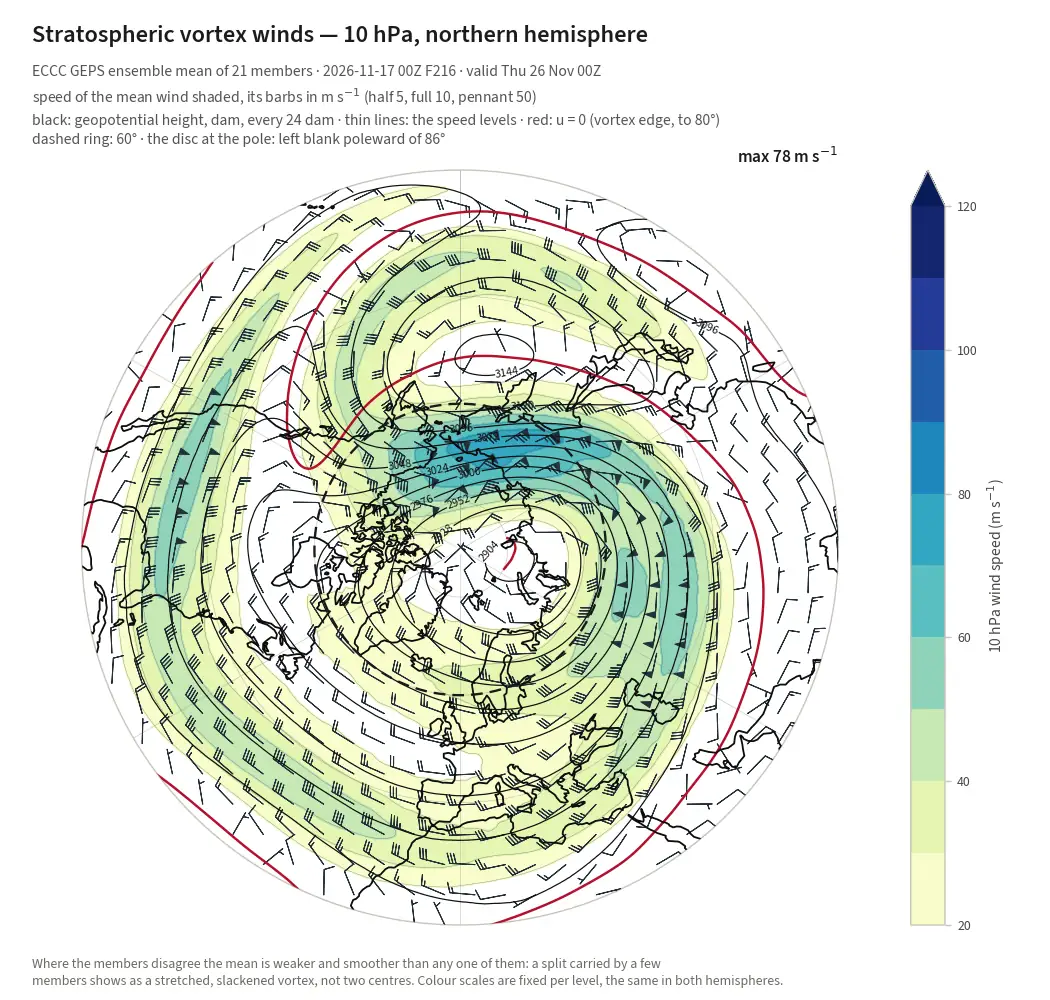 Stratospheric vortex winds — 10 hPa, northern hemisphere
ECCC GEPS ensemble mean of 21 members · 2026-11-17 00Z F216 · valid Thu 26 Nov 00Z
speed of the mean wind shaded, its barbs in m s⁻¹ (half 5, full 10, pennant 50)
black: geopotential height, dam, every 24 dam · thin lines: the speed levels · red: u = 0 (vortex edge, to 80°)
dashed ring: 60° · the disc at the pole: left blank poleward of 86°
max 78 m s⁻¹
120
100
80
60
40
20
10 hPa wind speed (m s⁻¹)
3096
3144
3048
3024
2976
2952
2904
Where the members disagree the mean is weaker and smoother than any one of them: a split carried by a few
members shows as a stretched, slackened vortex, not two centres. Colour scales are fixed per level, the same in both hemispheres.